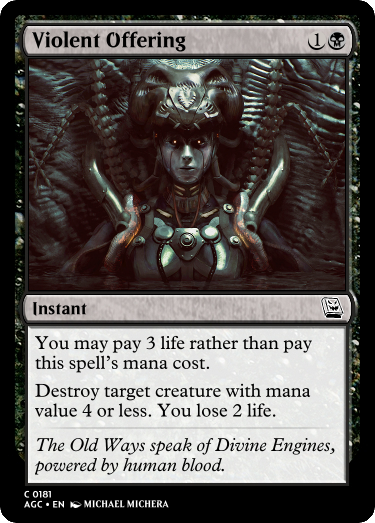 Violent Offering 1
Instant
You may pay 3 life rather than pay
this spell's mana cost.
Destroy target creature with mana
value 4 or less. You lose 2 life.
The Old Ways speak of Divine Engines,
powered by human blood.
C 0181
AGC • EN MICHAEL MICHERA